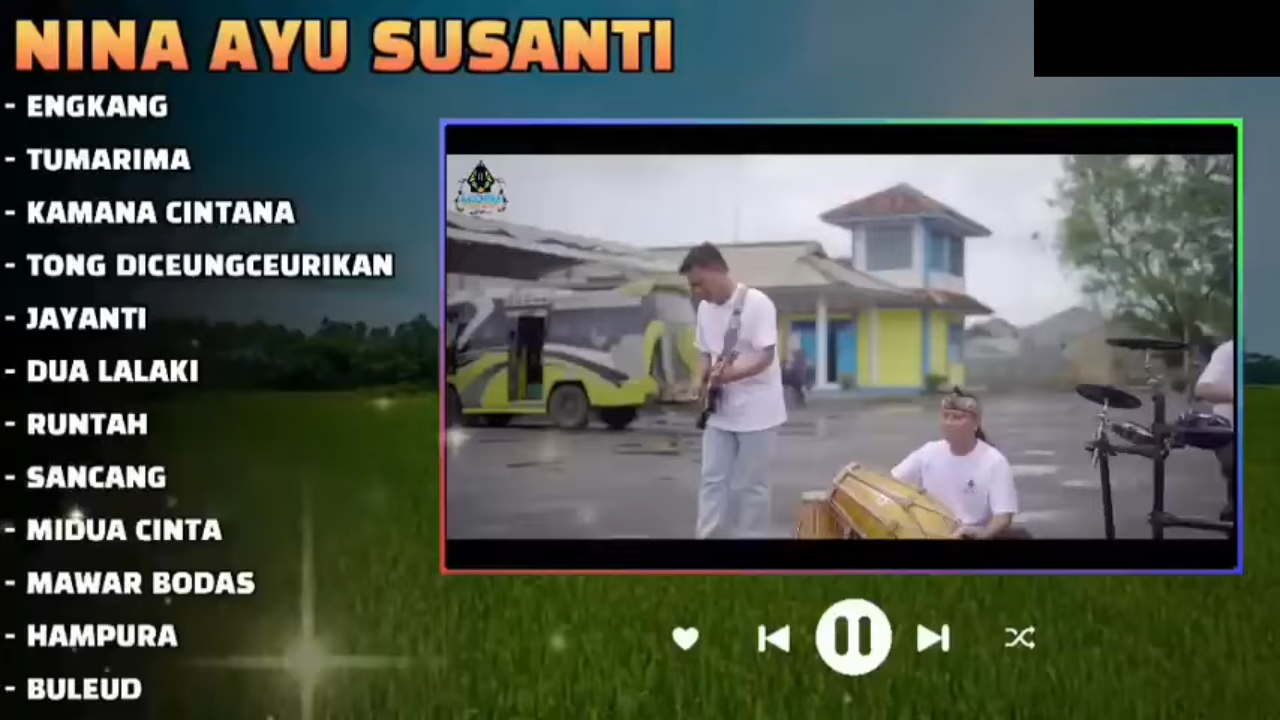 NINA AYU SUSANTI
- ENGKANG
- TUMARIMA
- KAMANA CINTANA
- TONG DICEUNGCEURIKAN
- JAYANTI
- DUA LALAKI
- RUNTAH
- SANCANG
- MIDUA CINTA
- MAWAR BODAS
- HAMPURA
- BULEUD